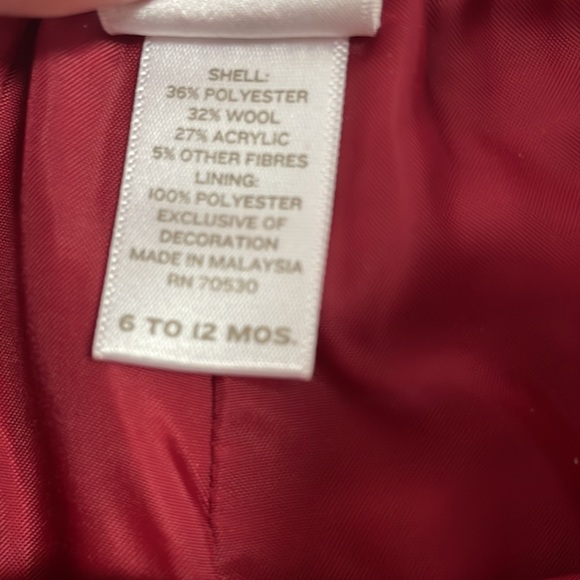 SHELL:
36% POLYESTER
32% WOOL
27% ACRYLIC
5% OTHER FIBRES
LINING:
100% POLYESTER
EXCLUSIVE OF
DECORATION
MADE IN MALAYSIA
RN 70530
6 TO 12 MOS.